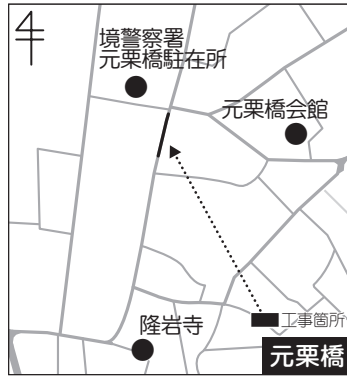 境警察署
元栗橋駐在所
元栗橋会館
隆岩寺
工事箇所
元栗橋